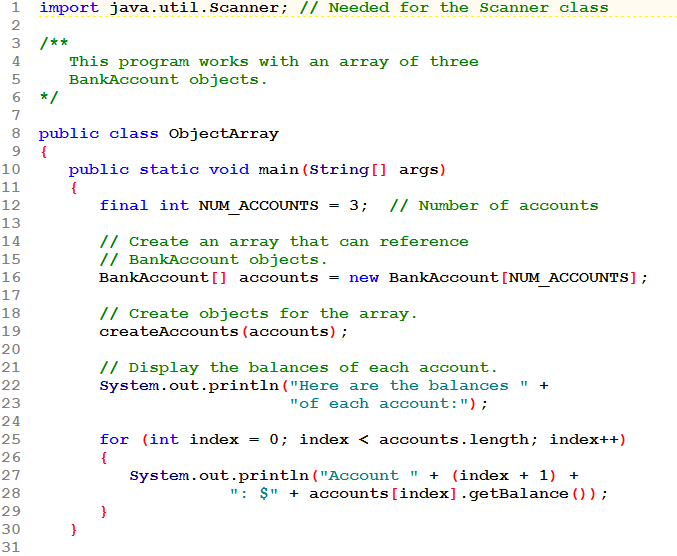 1 import java.util.Scanner; // Needed for the Scanner class
2
3 /**
4    This program works with an array of three
5    BankAccount objects.
6 */
7
8 public class ObjectArray
9 {
10    public static void main(String[] args)
11    {
12       final int NUM_ACCOUNTS = 3;  // Number of accounts
13
14       // Create an array that can reference
15       // BankAccount objects.
16       BankAccount[] accounts = new BankAccount[NUM_ACCOUNTS];
17
18       // Create objects for the array.
19       createAccounts(accounts);
20
21       // Display the balances of each account.
22       System.out.println("Here are the balances " +
23                          "of each account:");
24
25       for (int index = 0; index < accounts.length; index++)
26       {
27          System.out.println("Account " + (index + 1) +
28                    ": $" + accounts[index].getBalance());
29       }
30    }
31